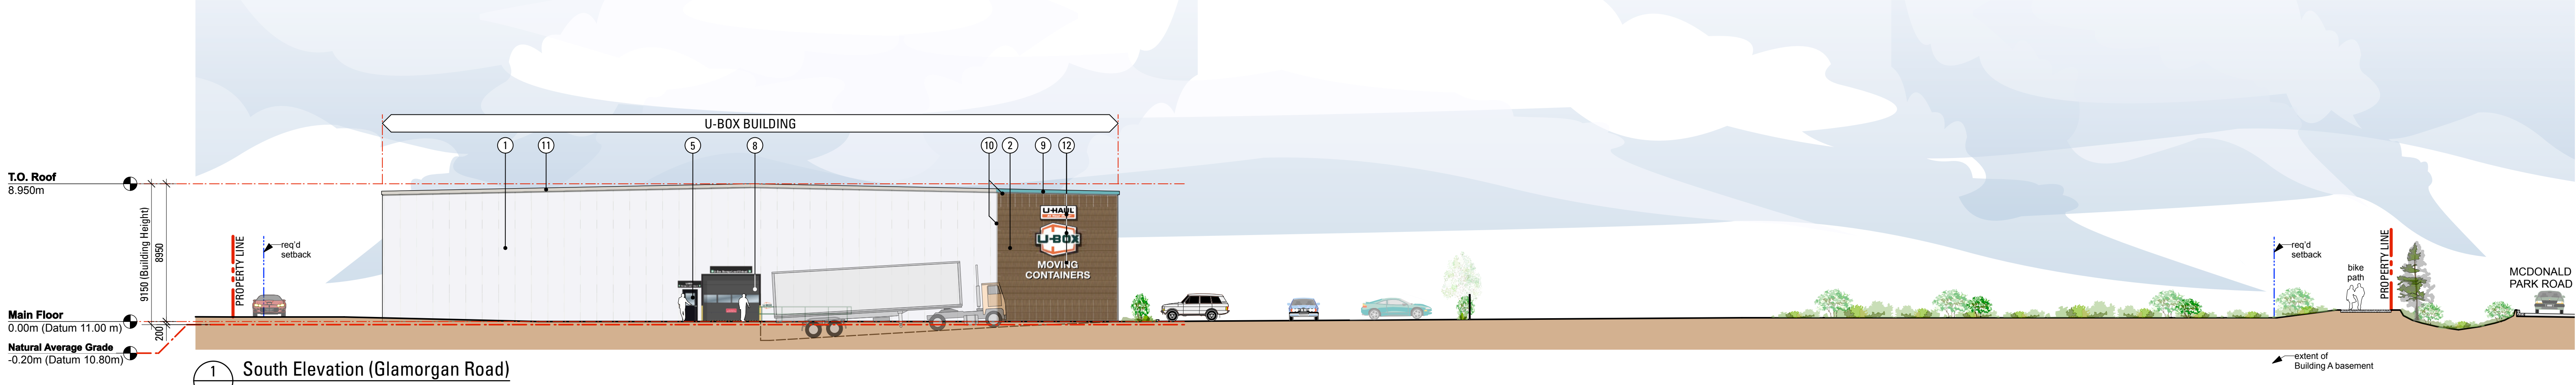 U-BOX BUILDING
1
11
5
8
10
2
9
12
T.O. Roof
8.950m
9150 (Building Height)
8950
200
PROPERTY LINE
req'd
setback
U-HAUL
U-BOX
MOVING
CONTAINERS
req'd
setback
bike
path
PROPERTY LINE
MCDONALD
PARK ROAD
Main Floor
0.00m (Datum 11.00 m)
Natural Average Grade
-0.20m (Datum 10.80m)
extent of
Building A basement
1
South Elevation (Glamorgan Road)